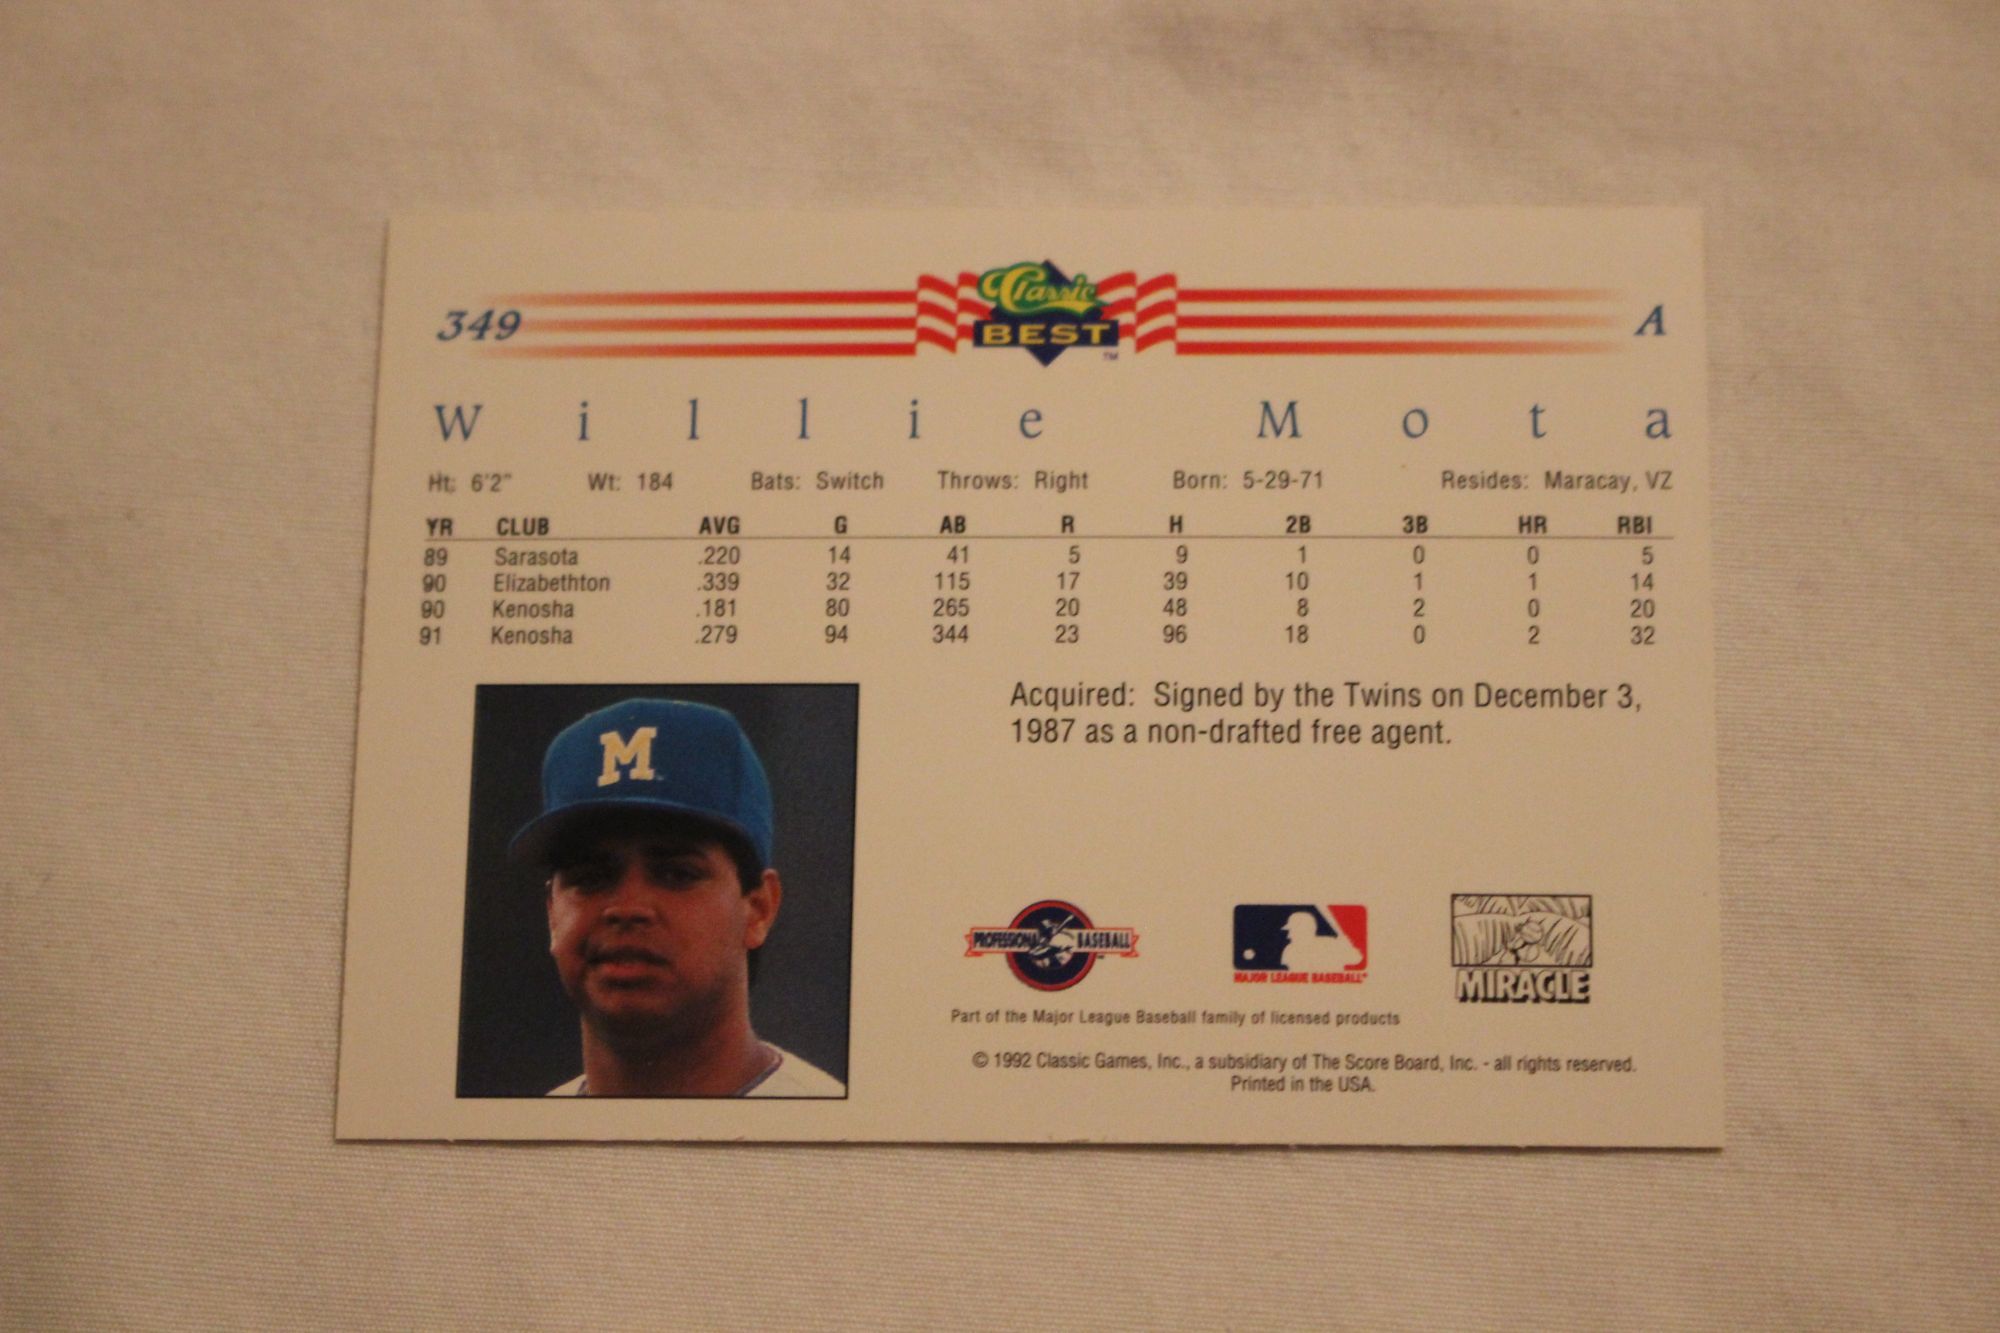 349 Classic BEST ™ A
Willie Mota
Ht: 6'2" Wt: 184 Bats: Switch Throws: Right Born: 5-29-71 Resides: Maracay, VZ
YR CLUB AVG G AB R H 2B 3B HR RBI
89 Sarasota .220 14 41 5 9 1 0 0 5
90 Elizabethton .339 32 115 17 39 10 1 1 14
90 Kenosha .181 80 265 20 48 8 2 0 20
91 Kenosha .279 94 344 23 96 18 0 2 32
Acquired: Signed by the Twins on December 3,
1987 as a non-drafted free agent.
M
PROFESSIONAL BASEBALL
MAJOR LEAGUE BASEBALL
MIRACLE
Part of the Major League Baseball family of licensed products
© 1992 Classic Games, Inc., a subsidiary of The Score Board, Inc. - all rights reserved.
Printed in the USA.